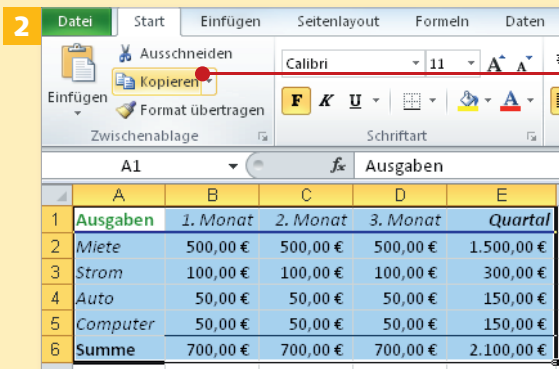 2
Datei Start Einfügen Seitenlayout Formeln Daten
Ausschneiden
Kopieren
Einfügen
Format übertragen
Zwischenablage
Calibri 11 A A
F K U A
Schriftart
A1 fx Ausgaben
A B C D E
1 Ausgaben 1. Monat 2. Monat 3. Monat Quartal
2 Miete 500,00 € 500,00 € 500,00 € 1.500,00 €
3 Strom 100,00 € 100,00 € 100,00 € 300,00 €
4 Auto 50,00 € 50,00 € 50,00 € 150,00 €
5 Computer 50,00 € 50,00 € 50,00 € 150,00 €
6 Summe 700,00 € 700,00 € 700,00 € 2.100,00 €